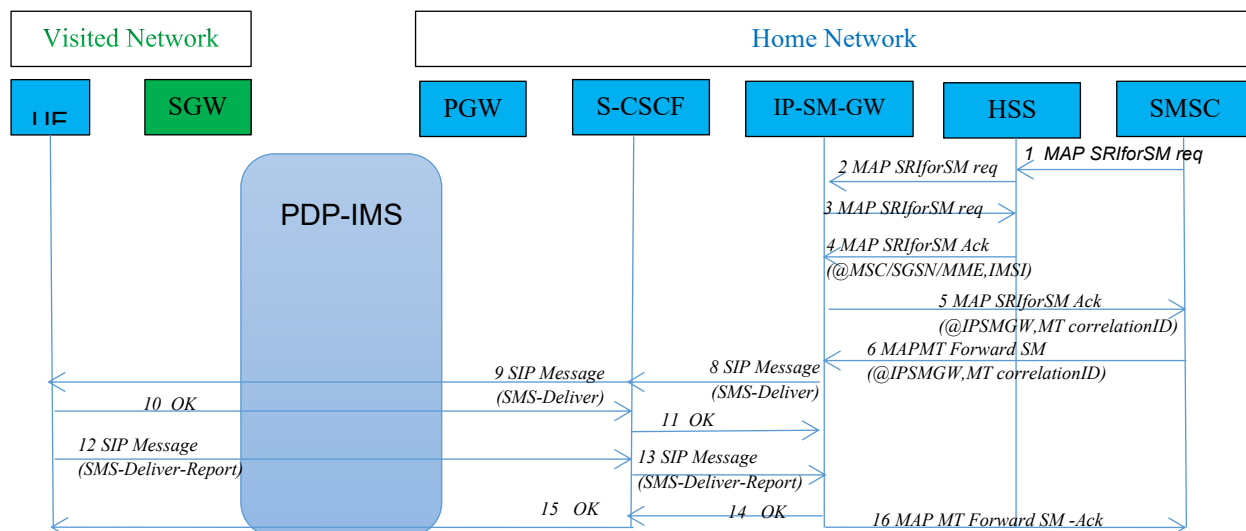 Visited Network
Home Network
SGW
PGW
S-CSCF
IP-SM-GW
HSS
SMSC
1 MAP SRIforSM req
2 MAP SRIforSM req
PDP-IMS
3 MAP SRIforSM req
4 MAP SRIforSM Ack
(@MSC/SGSN/MME,IMSI)
5 MAP SRIforSM Ack
(@IPSMGW,MT correlationID)
6 MAPMT Forward SM
(@IPSMGW,MT correlationID)
8 SIP Message
(SMS-Deliver)
9 SIP Message
(SMS-Deliver)
10 OK
11 OK
12 SIP Message
(SMS-Deliver-Report)
13 SIP Message
(SMS-Deliver-Report)
14 OK
15 OK
16 MAP MT Forward SM -Ack